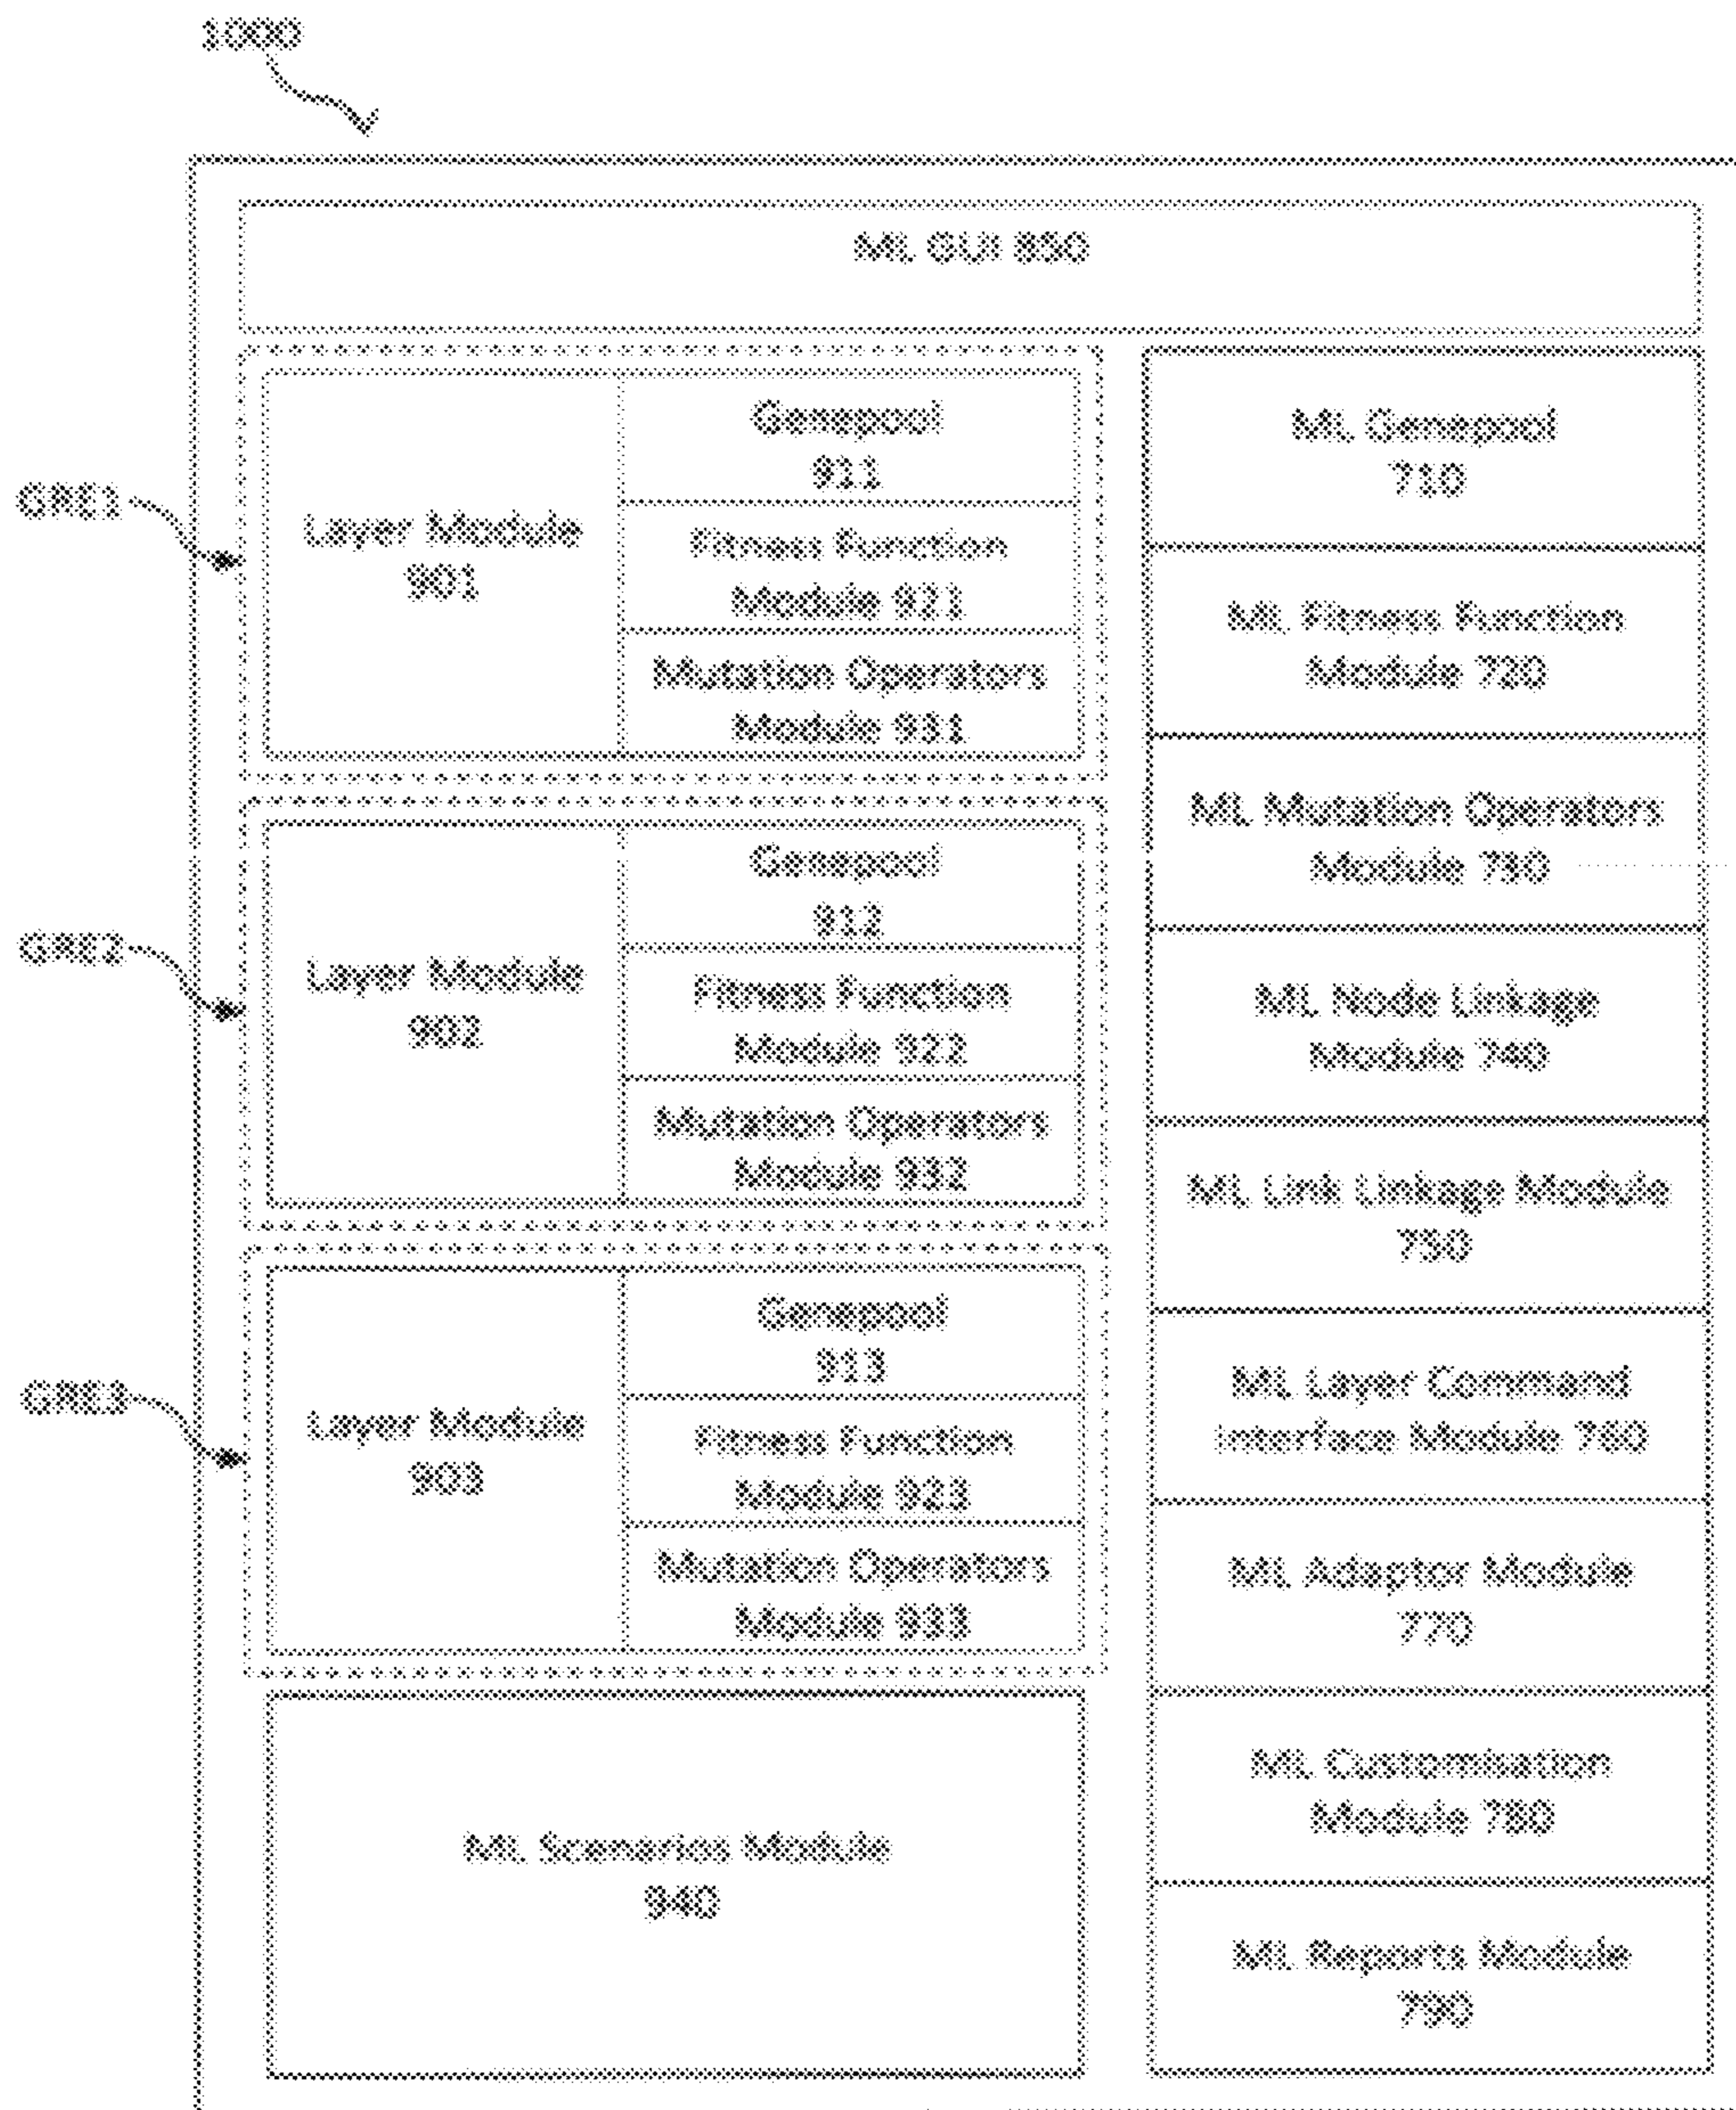 1000
ML GUI 850
GRE1
Layer Module
901
Genepool
911
Fitness Function
Module 921
Mutation Operators
Module 931
GRE2
Layer Module
902
Genepool
912
Fitness Function
Module 922
Mutation Operators
Module 932
GRE3
Layer Module
903
Genepool
913
Fitness Function
Module 923
Mutation Operators
Module 933
ML Scenarios Module
940
ML Genepool
710
ML Fitness Function
Module 720
ML Mutation Operators
Module 730
ML Node Linkage
Module 740
ML Link Linkage Module
750
ML Layer Command
Interface Module 760
ML Adaptor Module
770
ML Customisation
Module 780
ML Reports Module
790